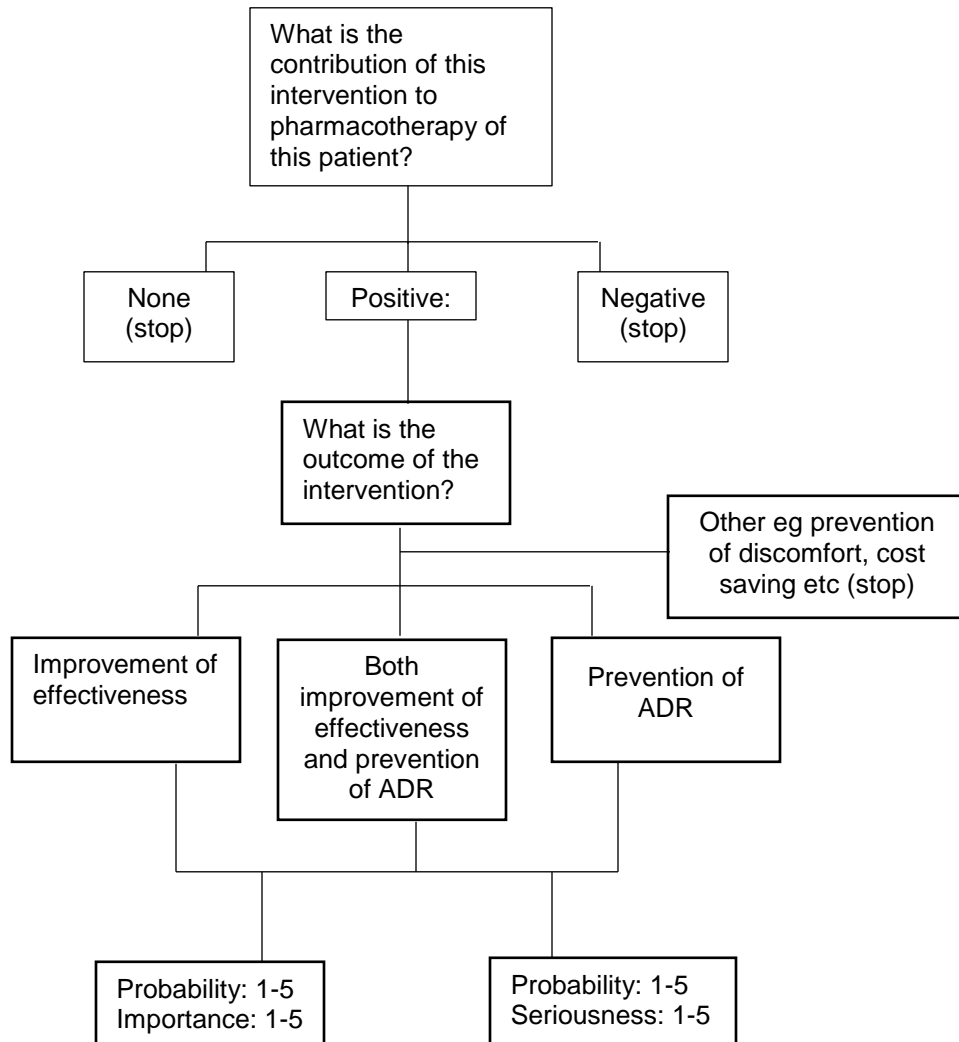 What is the
contribution of this
intervention to
pharmacotherapy of
this patient?
None
(stop)
Positive:
Negative
(stop)
What is the
outcome of the
intervention?
Other eg prevention
of discomfort, cost
saving etc (stop)
Improvement of
effectiveness
Both
improvement of
effectiveness
and prevention
of ADR
Prevention of
ADR
Probability: 1-5
Importance: 1-5
Probability: 1-5
Seriousness: 1-5